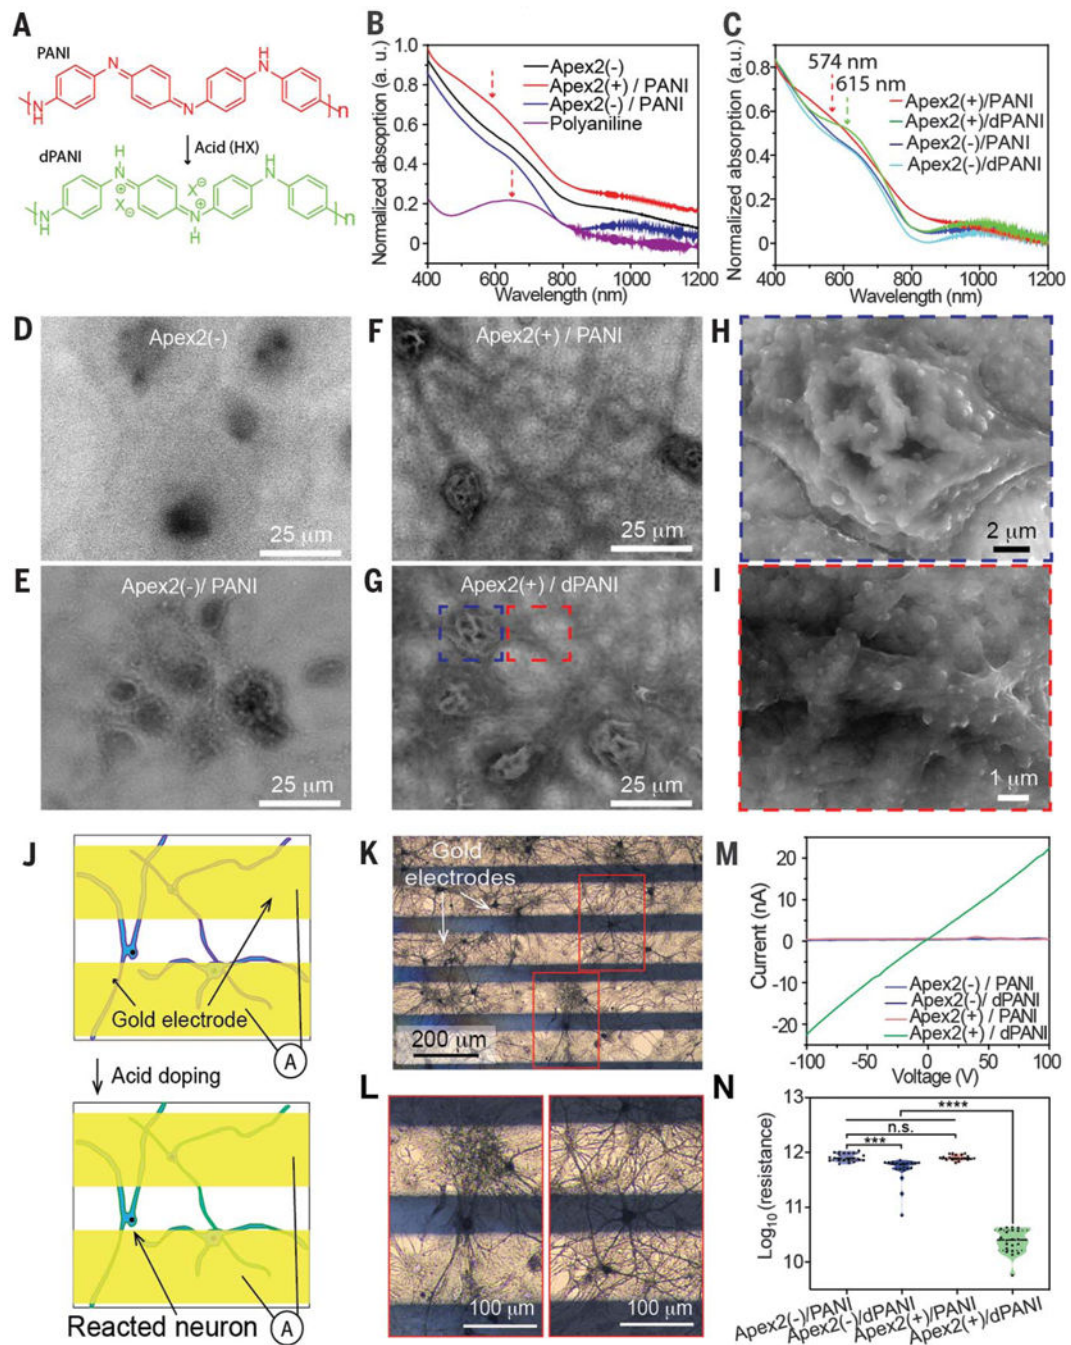 A
PANI
N
N
H
N
N
H
N
H
n
dPANI
Acid (HX)
H
N
⊕
X⊖
X⊖
⊕
N
H
H
N
N
H
n
B
Normalized absoprtion (a. u.)
1.0
0.8
0.6
0.4
0.2
0
400 600 800 1000 1200
Wavelength (nm)
Apex2(-)
Apex2(+) / PANI
Apex2(-) / PANI
Polyaniline
C
Normalized absorption (a.u.)
0.8
0.6
0.4
0.2
0
400 600 800 1000 1200
Wavelength (nm)
574 nm
615 nm
Apex2(+)/PANI
Apex2(+)/dPANI
Apex2(-)/PANI
Apex2(-)/dPANI
D
Apex2(-)
25 μm
F
Apex2(+) / PANI
25 μm
H
2 μm
E
Apex2(-)/ PANI
25 μm
G
Apex2(+) / dPANI
25 μm
I
1 μm
J
Gold electrode
A
Acid doping
Reacted neuron
A
K
Gold
electrodes
200 μm
L
100 μm
100 μm
M
Current (nA)
20
10
0
-10
-20
-100 -50 0 50 100
Voltage (V)
Apex2(-) / PANI
Apex2(-)/ dPANI
Apex2(+) / PANI
Apex2(+) / dPANI
N
Log10 (resistance)
13
12
11
10
****
n.s.
***
Apex2(-)/PANI
Apex2(-)/dPANI
Apex2(+)/PANI
Apex2(+)/dPANI